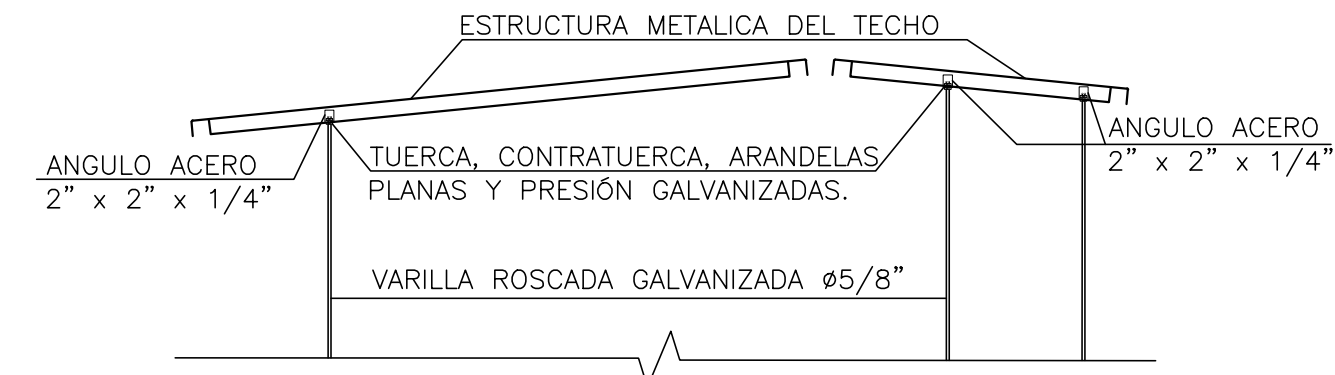 ESTRUCTURA METALICA DEL TECHO
ANGULO ACERO
2” x 2” x 1/4”
TUERCA, CONTRATUERCA, ARANDELAS
PLANAS Y PRESIÓN GALVANIZADAS.
ANGULO ACERO
2” x 2” x 1/4”
VARILLA ROSCADA GALVANIZADA ø5/8”